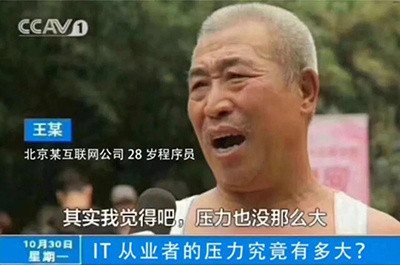 CCAV1
王某
北京某互联网公司 28 岁程序员
其实我觉得吧，压力也没那么大
10月30日
星期一
IT 从业者的压力究竟有多大？